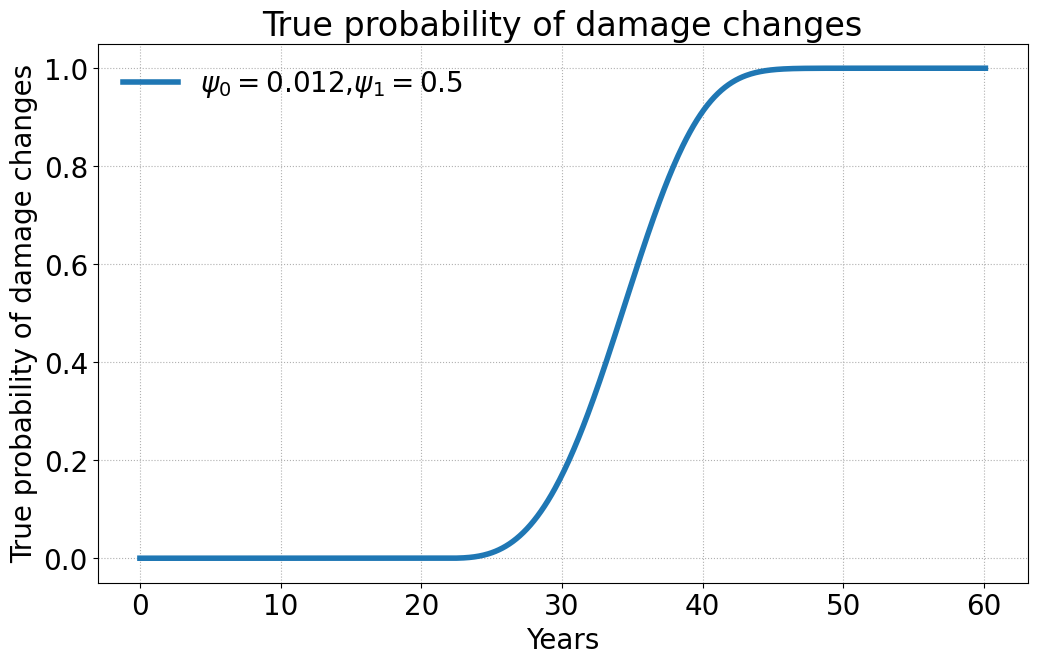 True probability of damage changes
True probability of damage changes
1.0
0.8
0.6
0.4
0.2
0.0
ψ₀ = 0.012,ψ₁ = 0.5
0 10 20 30 40 50 60
Years